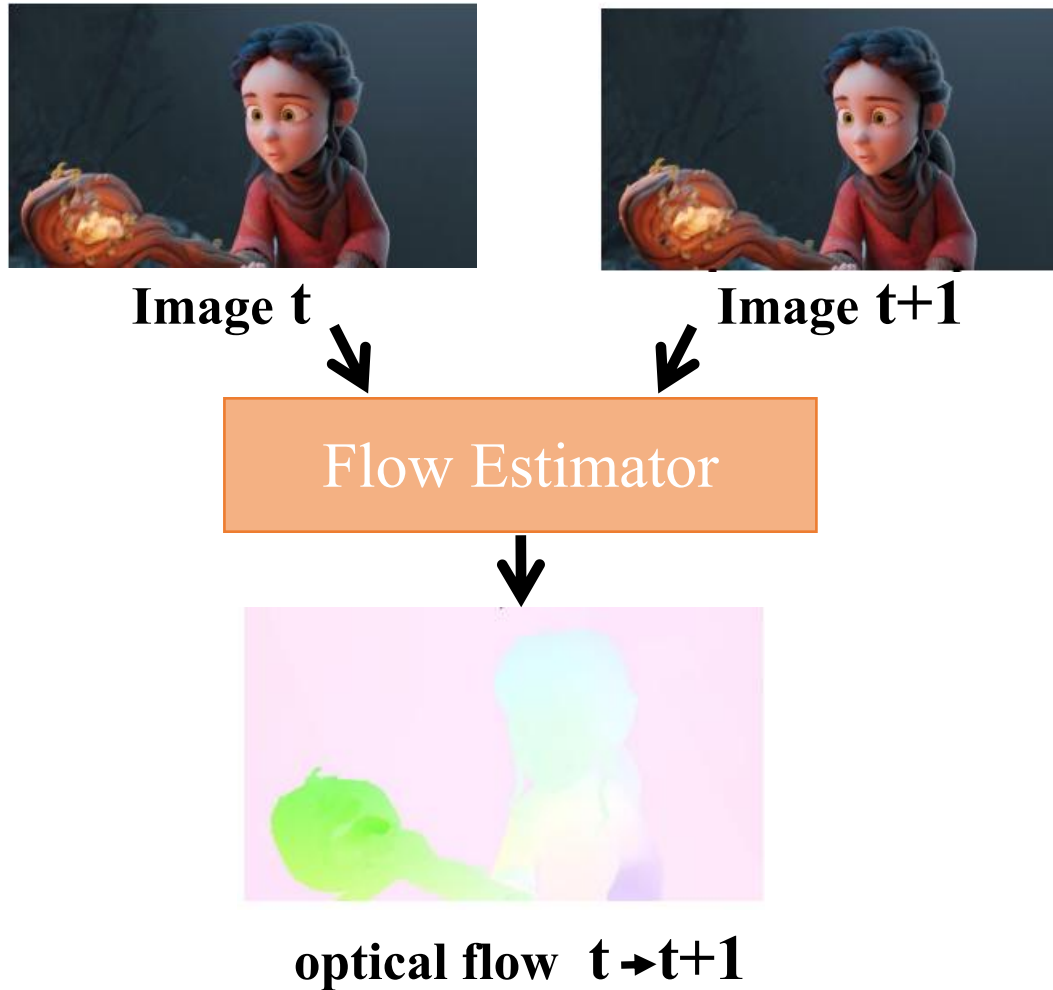 Image t
Image t+1
Flow Estimator
optical flow t → t+1